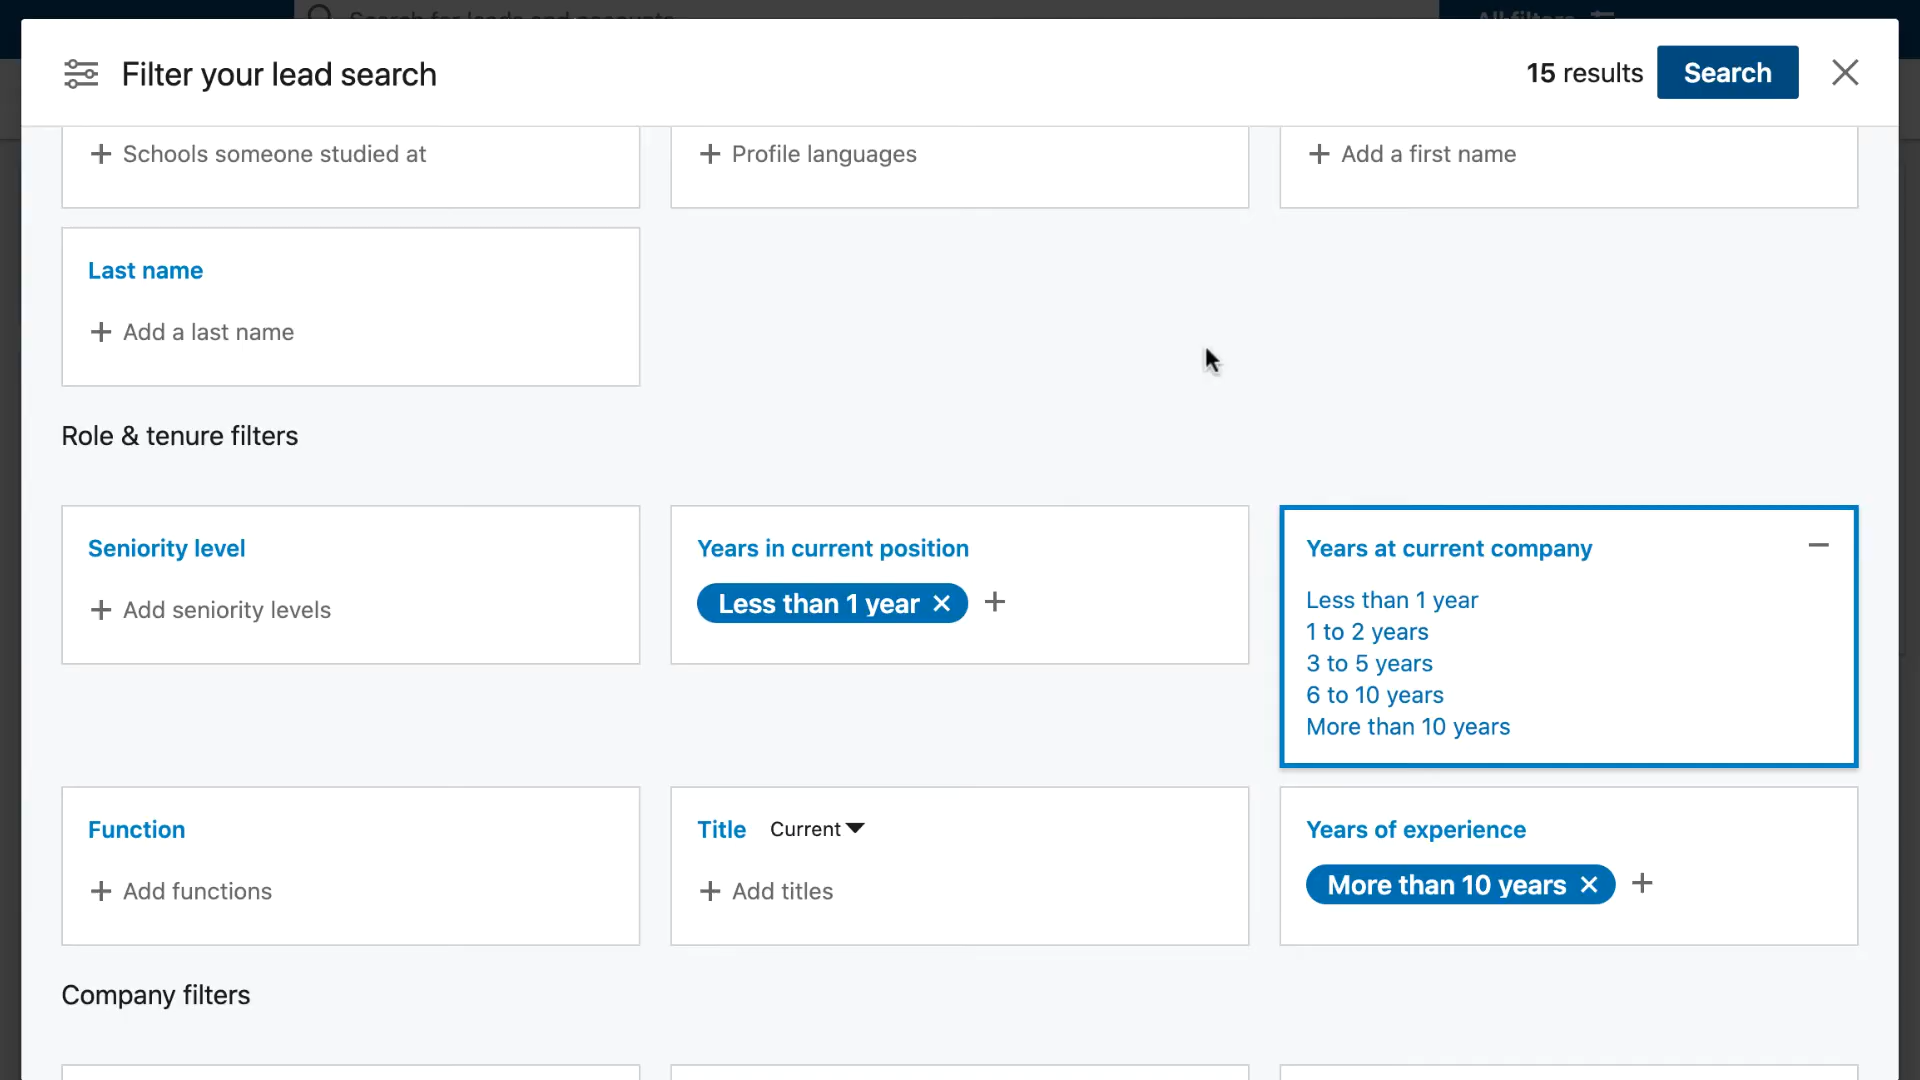 Filter your lead search
15 results
Search
Schools someone studied at
Profile languages
Add a first name
Last name
Add a last name
Role & tenure filters
Seniority level
Add seniority levels
Years in current position
Less than 1 year
Years at current company
Less than 1 year
1 to 2 years
3 to 5 years
6 to 10 years
More than 10 years
Function
Add functions
Title Current
Add titles
Years of experience
More than 10 years
Company filters